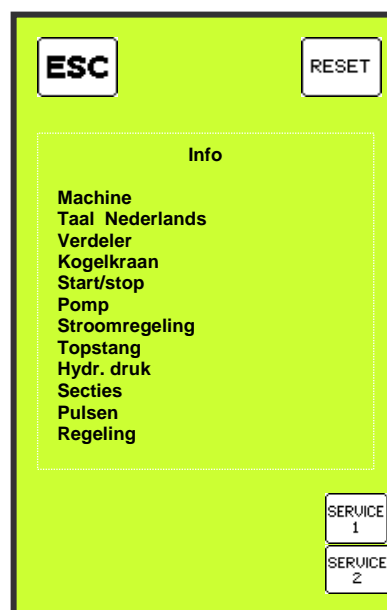 ESC
RESET
Info
Machine
Taal Nederlands
Verdeler
Kogelkraan
Start/stop
Pomp
Stroomregeling
Topstang
Hydr. druk
Secties
Pulsen
Regeling
SERVICE
1
SERVICE
2